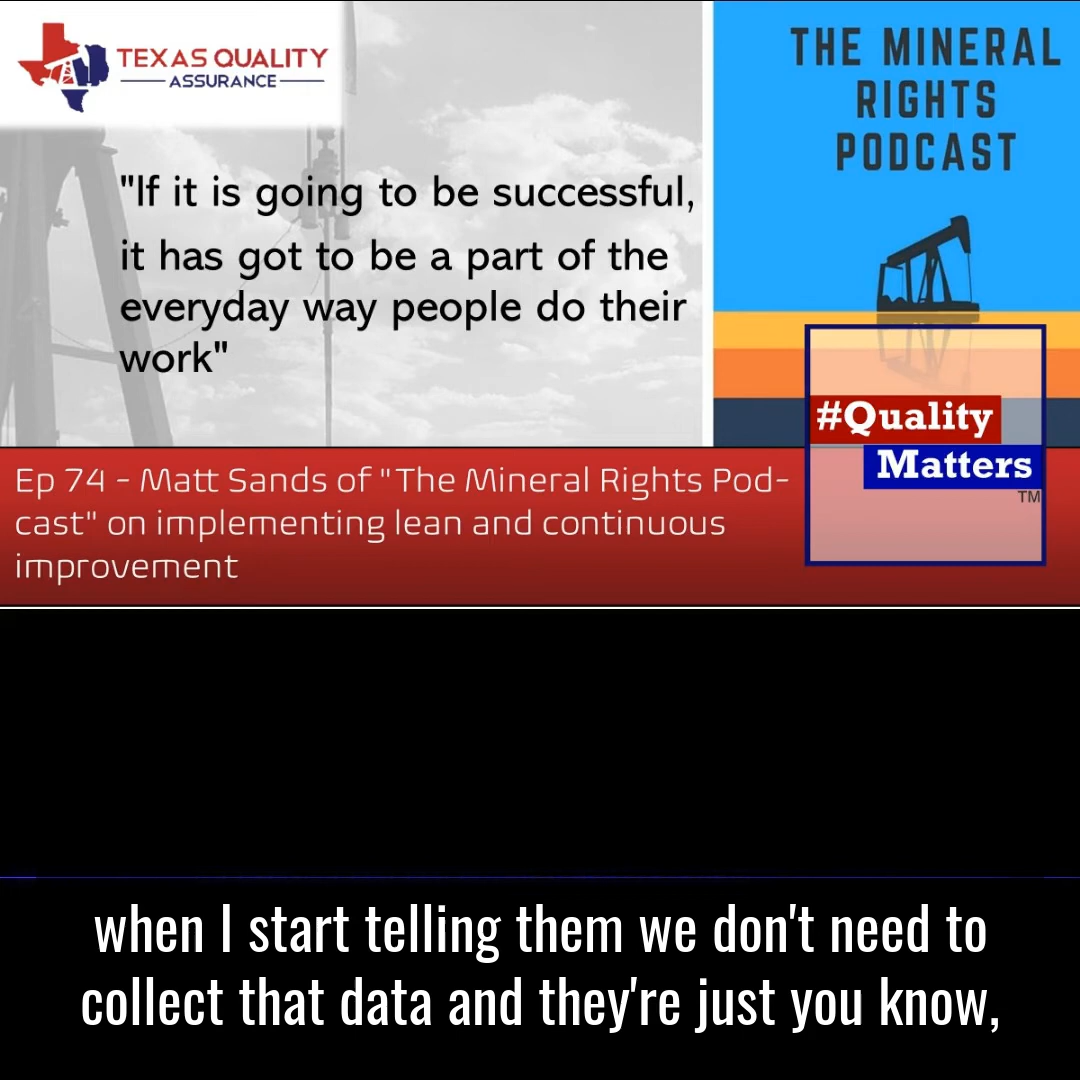 TEXAS QUALITY
ASSURANCE
THE MINERAL
RIGHTS
PODCAST
"If it is going to be successful,
it has got to be a part of the
everyday way people do their
work"
#Quality
Matters
TM
Ep 74 - Matt Sands of "The Mineral Rights Pod-
cast" on implementing lean and continuous
improvement
when I start telling them we don't need to
collect that data and they're just you know,